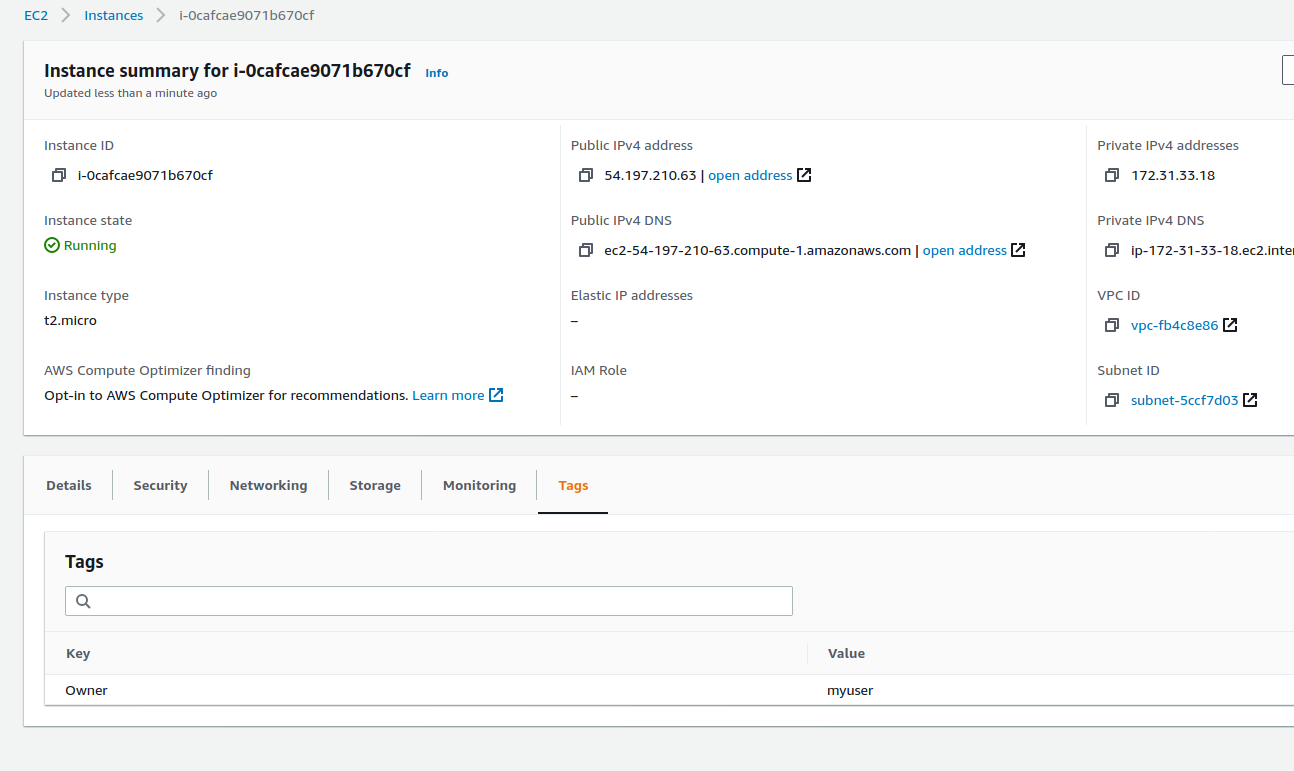 EC2 Instances i-0cafcae9071b670cf
Instance summary for i-0cafcae9071b670cf Info
Updated less than a minute ago
Instance ID
i-0cafcae9071b670cf
Instance state
Running
Instance type
t2.micro
AWS Compute Optimizer finding
Opt-in to AWS Compute Optimizer for recommendations. Learn more
Public IPv4 address
54.197.210.63 | open address
Public IPv4 DNS
ec2-54-197-210-63.compute-1.amazonaws.com | open address
Elastic IP addresses
–
IAM Role
–
Private IPv4 addresses
172.31.33.18
Private IPv4 DNS
ip-172-31-33-18.ec2.inte
VPC ID
vpc-fb4c8e86
Subnet ID
subnet-5ccf7d03
Details Security Networking Storage Monitoring Tags
Tags
Key Value
Owner myuser